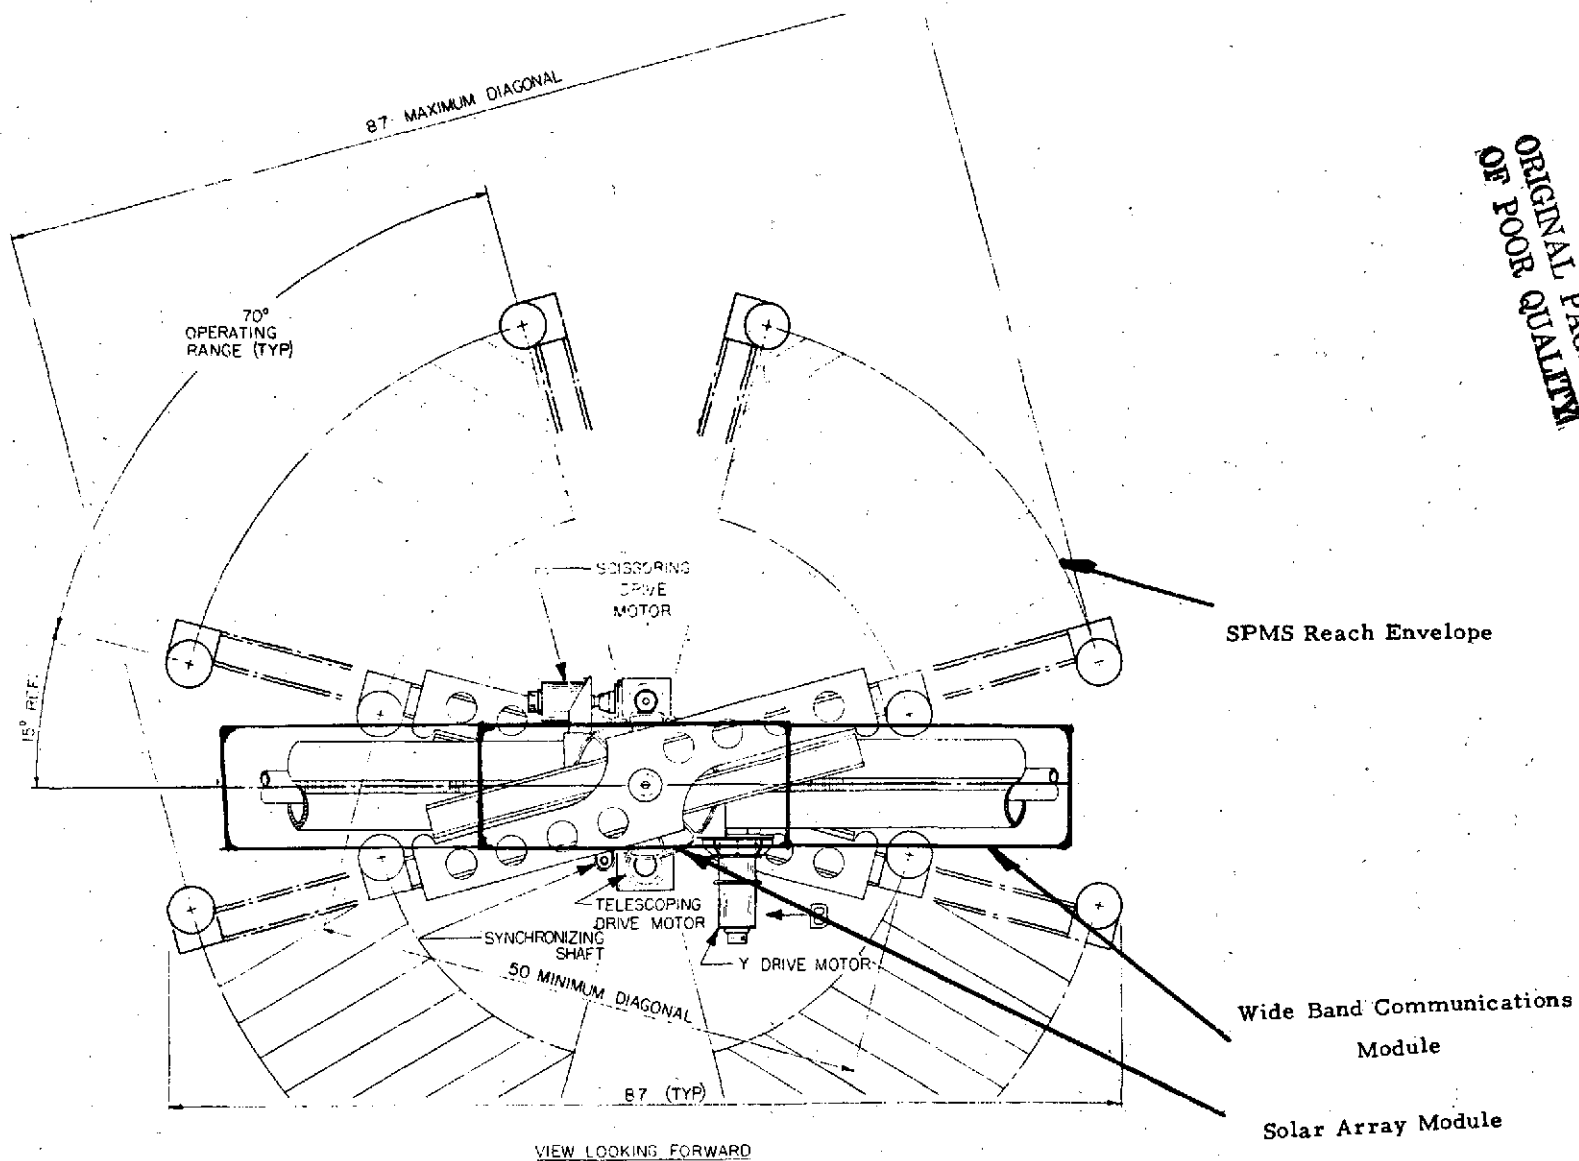 87 MAXIMUM DIAGONAL
ORIGINAL
OF POOR QUALITY
70°
OPERATING
RANGE (TYP)
SCISSORING
DRIVE
MOTOR
SPMS Reach Envelope
15° REF.
TELESCOPING
DRIVE MOTOR
B
SYNCHRONIZING
SHAFT
Y DRIVE MOTOR
50 MINIMUM DIAGONAL
Wide Band Communications
Module
87 (TYP)
Solar Array Module
VIEW LOOKING FORWARD